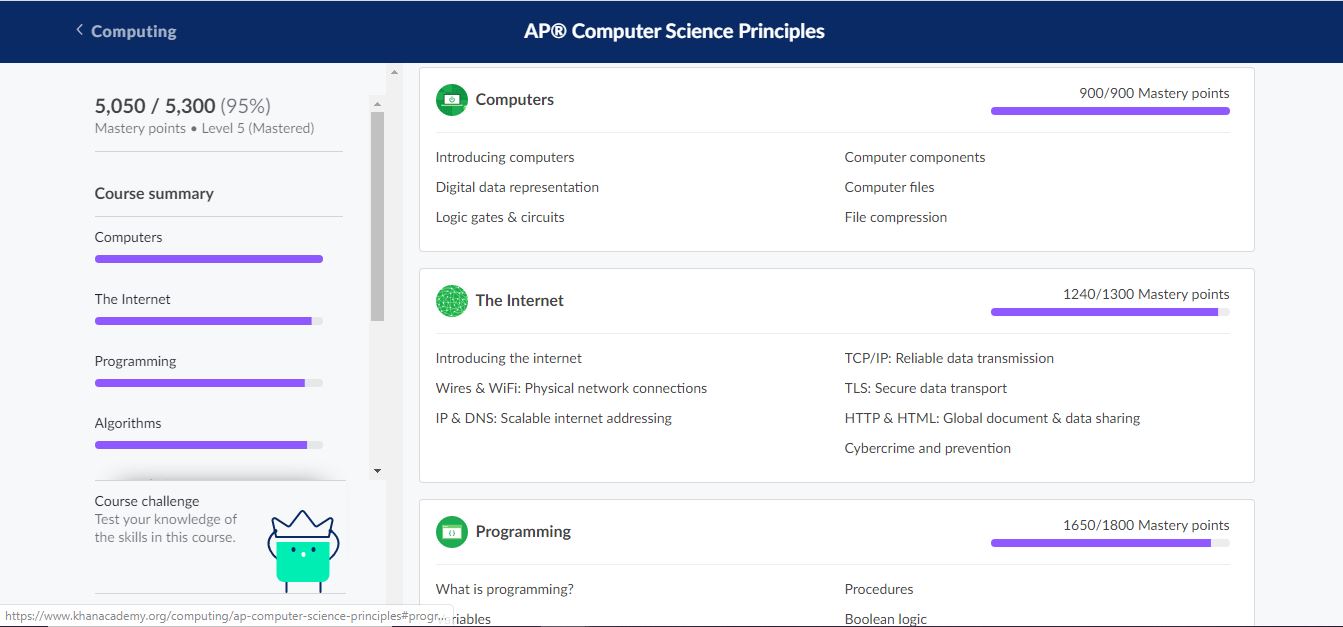 Computing
AP® Computer Science Principles
5,050 / 5,300 (95%)
Mastery points • Level 5 (Mastered)
Course summary
Computers
The Internet
Programming
Algorithms
Course challenge
Test your knowledge of
the skills in this course.
Computers
900/900 Mastery points
Introducing computers
Computer components
Digital data representation
Computer files
Logic gates & circuits
File compression
The Internet
1240/1300 Mastery points
Introducing the internet
TCP/IP: Reliable data transmission
Wires & WiFi: Physical network connections
TLS: Secure data transport
IP & DNS: Scalable internet addressing
HTTP & HTML: Global document & data sharing
Cybercrime and prevention
Programming
1650/1800 Mastery points
What is programming?
Procedures
Boolean logic
https://www.khanacademy.org/computing/ap-computer-science-principles#progr...